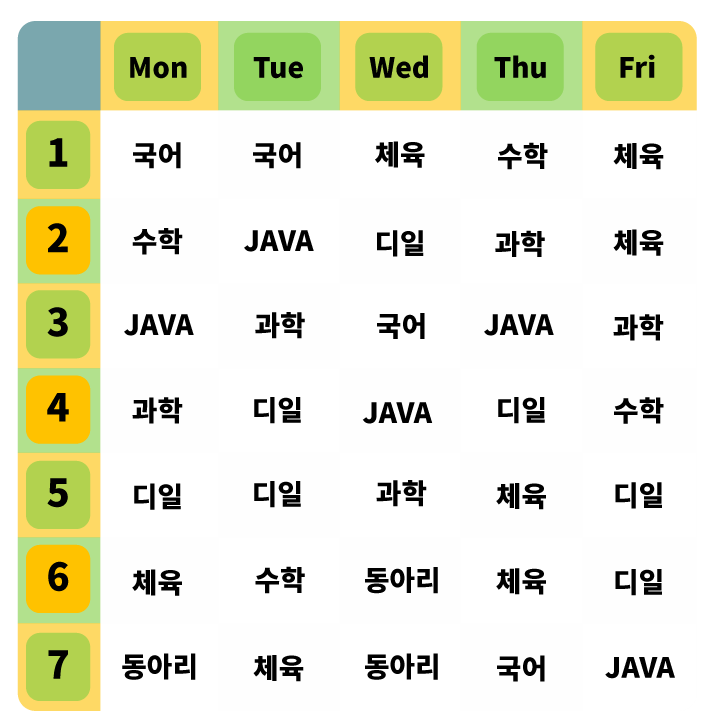 Mon Tue Wed Thu Fri
1 국어 국어 체육 수학 체육
2 수학 JAVA 디일 과학 체육
3 JAVA 과학 국어 JAVA 과학
4 과학 디일 JAVA 디일 수학
5 디일 디일 과학 체육 디일
6 체육 수학 동아리 체육 디일
7 동아리 체육 동아리 국어 JAVA